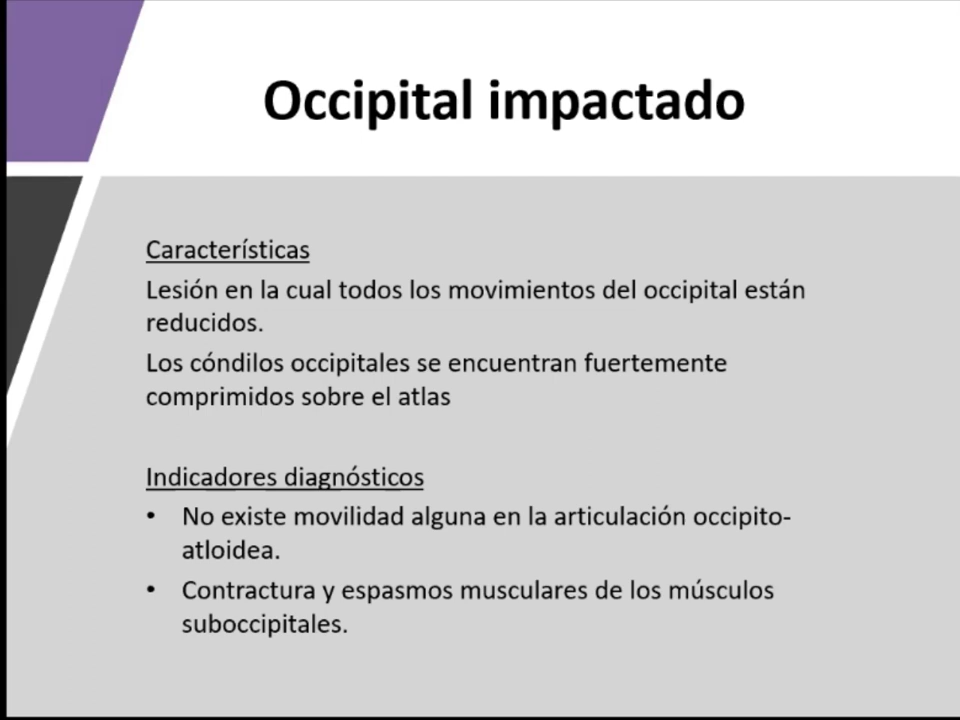 Occipital impactado
Características
Lesión en la cual todos los movimientos del occipital están
reducidos.
Los cóndilos occipitales se encuentran fuertemente
comprimidos sobre el atlas
Indicadores diagnósticos
• No existe movilidad alguna en la articulación occipito-
atloidea.
• Contractura y espasmos musculares de los músculos
suboccipitales.